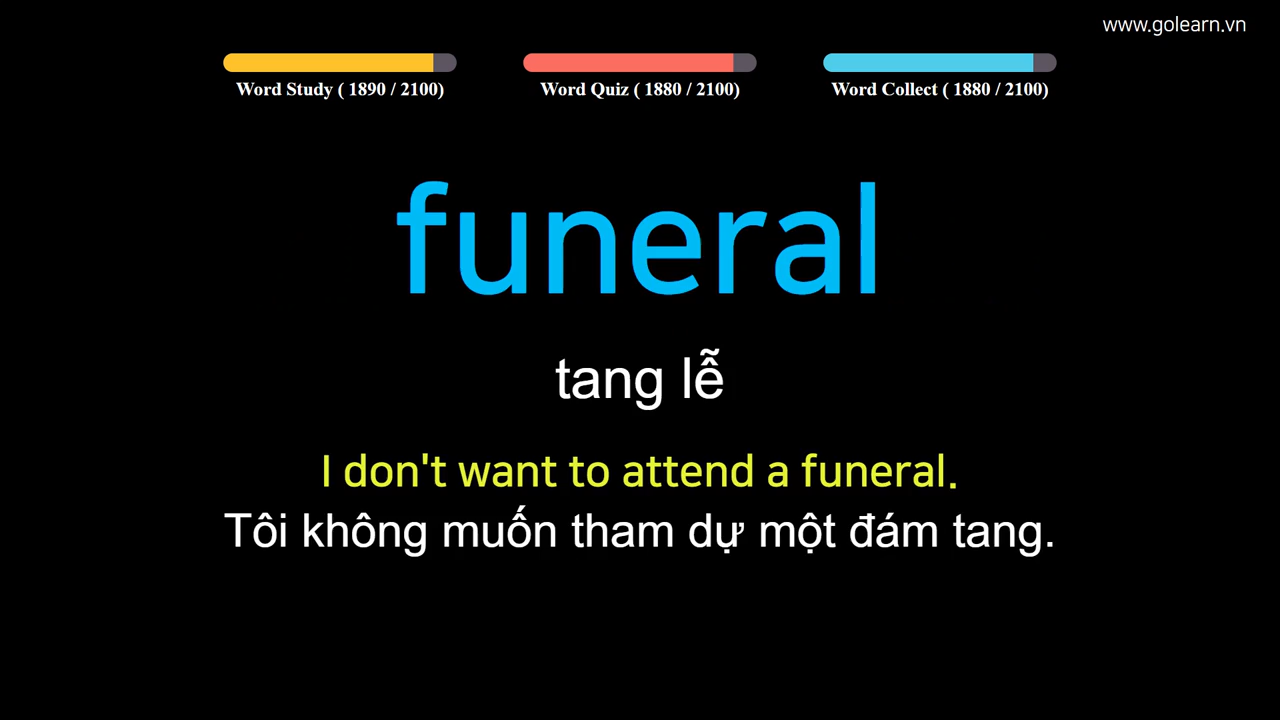 www.golearn.vn
Word Study ( 1890 / 2100)
Word Quiz ( 1880 / 2100)
Word Collect ( 1880 / 2100)
funeral
tang lễ
I don't want to attend a funeral.
Tôi không muốn tham dự một đám tang.